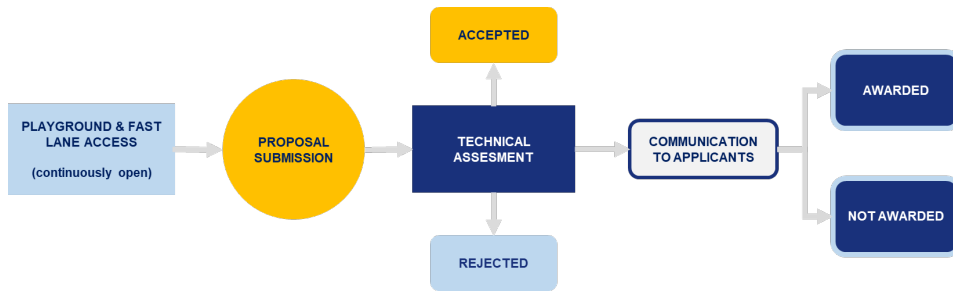 PLAYGROUND & FAST
LANE ACCESS
(continuously open)
PROPOSAL
SUBMISSION
ACCEPTED
TECHNICAL
ASSESMENT
REJECTED
COMMUNICATION
TO APPLICANTS
AWARDED
NOT AWARDED